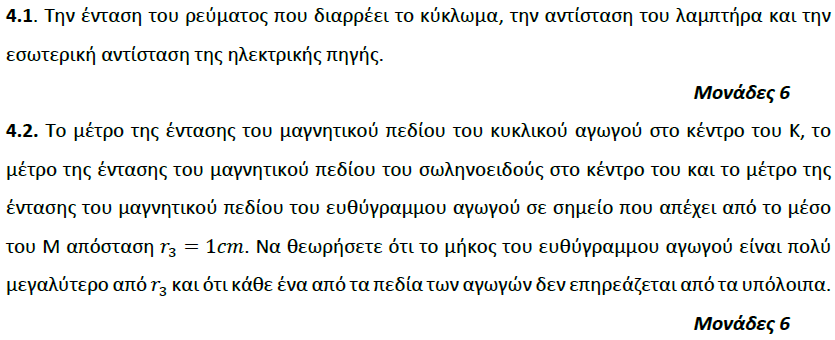 4.1. Την ένταση του ρεύματος που διαρρέει το κύκλωμα, την αντίσταση του λαμπτήρα και την
εσωτερική αντίσταση της ηλεκτρικής πηγής.
Μονάδες 6
4.2. Το μέτρο της έντασης του μαγνητικού πεδίου του κυκλικού αγωγού στο κέντρο του Κ, το
μέτρο της έντασης του μαγνητικού πεδίου του σωληνοειδούς στο κέντρο του και το μέτρο της
έντασης του μαγνητικού πεδίου του ευθύγραμμου αγωγού σε σημείο που απέχει από το μέσο
του Μ απόσταση r₃ = 1cm. Να θεωρήσετε ότι το μήκος του ευθύγραμμου αγωγού είναι πολύ
μεγαλύτερο από r₃ και ότι κάθε ένα από τα πεδία των αγωγών δεν επηρεάζεται από τα υπόλοιπα.
Μονάδες 6